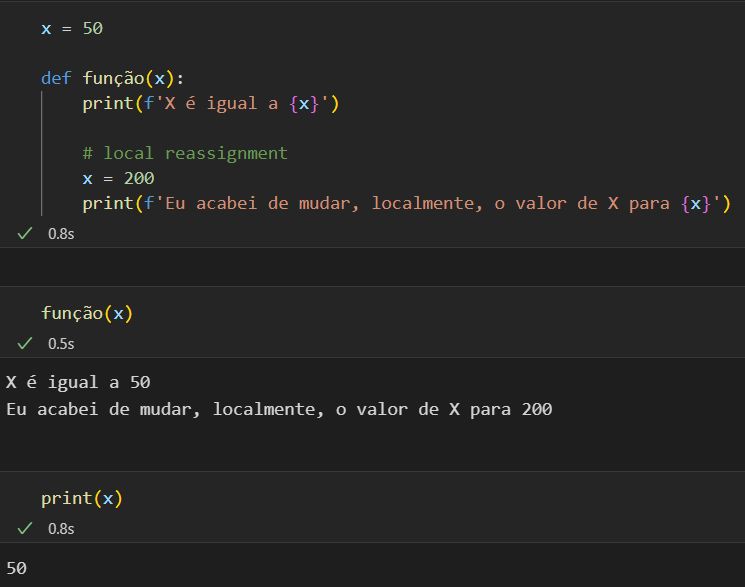 x = 50
def função(x):
print(f'X é igual a {x}')
# local reassignment
x = 200
print(f'Eu acabei de mudar, localmente, o valor de X para {x}')
0.8s
função(x)
0.5s
X é igual a 50
Eu acabei de mudar, localmente, o valor de X para 200
print(x)
0.8s
50